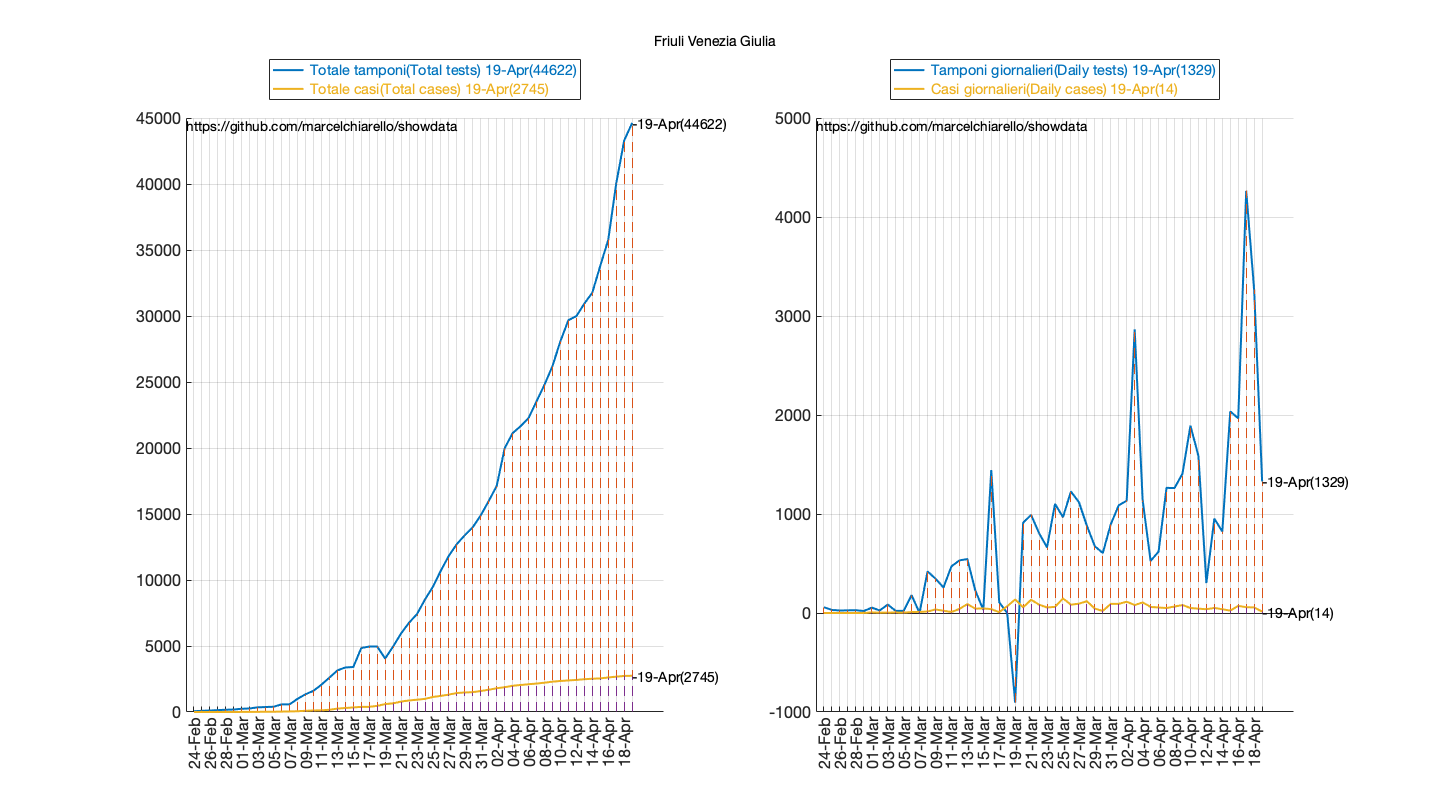 Friuli Venezia Giulia
Totale tamponi(Total tests) 19-Apr(44622)
Totale casi(Total cases) 19-Apr(2745)
https://github.com/marcelchiarello/showdata
45000
40000
35000
30000
25000
20000
15000
10000
5000
0
19-Apr(44622)
19-Apr(2745)
24-Feb
26-Feb
28-Feb
01-Mar
03-Mar
05-Mar
07-Mar
09-Mar
11-Mar
13-Mar
15-Mar
17-Mar
19-Mar
21-Mar
23-Mar
25-Mar
27-Mar
29-Mar
31-Mar
02-Apr
04-Apr
06-Apr
08-Apr
10-Apr
12-Apr
14-Apr
16-Apr
18-Apr
Tamponi giornalieri(Daily tests) 19-Apr(1329)
Casi giornalieri(Daily cases) 19-Apr(14)
https://github.com/marcelchiarello/showdata
5000
4000
3000
2000
1000
0
-1000
19-Apr(1329)
19-Apr(14)
24-Feb
26-Feb
28-Feb
01-Mar
03-Mar
05-Mar
07-Mar
09-Mar
11-Mar
13-Mar
15-Mar
17-Mar
19-Mar
21-Mar
23-Mar
25-Mar
27-Mar
29-Mar
31-Mar
02-Apr
04-Apr
06-Apr
08-Apr
10-Apr
12-Apr
14-Apr
16-Apr
18-Apr